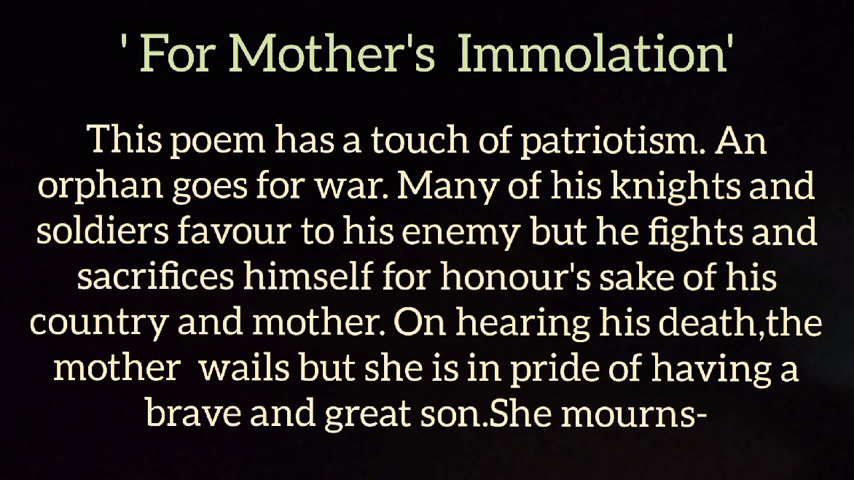 ' For Mother's Immolation'
This poem has a touch of patriotism. An
orphan goes for war. Many of his knights and
soldiers favour to his enemy but he fights and
sacrifices himself for honour's sake of his
country and mother. On hearing his death,the
mother wails but she is in pride of having a
brave and great son.She mourns-